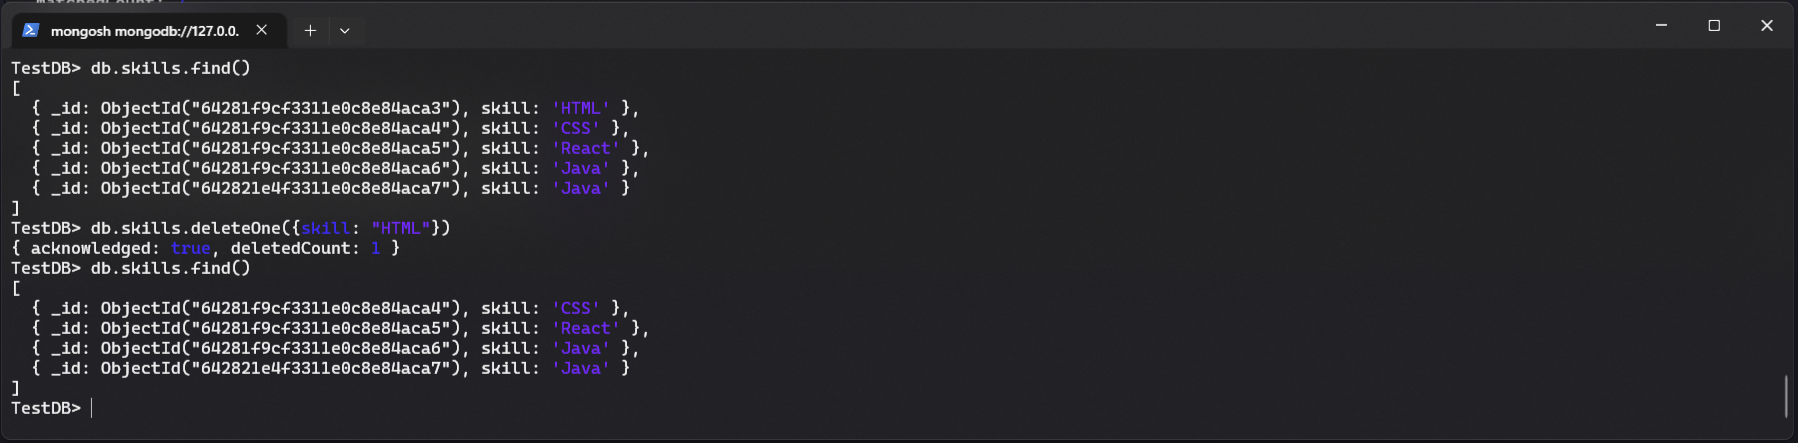 mongosh mongodb://127.0.0.
TestDB> db.skills.find()
[
  { _id: ObjectId("64281f9cf3311e0c8e84aca3"), skill: 'HTML' },
  { _id: ObjectId("64281f9cf3311e0c8e84aca4"), skill: 'CSS' },
  { _id: ObjectId("64281f9cf3311e0c8e84aca5"), skill: 'React' },
  { _id: ObjectId("64281f9cf3311e0c8e84aca6"), skill: 'Java' },
  { _id: ObjectId("642821e4f3311e0c8e84aca7"), skill: 'Java' }
]
TestDB> db.skills.deleteOne({skill: "HTML"})
{ acknowledged: true, deletedCount: 1 }
TestDB> db.skills.find()
[
  { _id: ObjectId("64281f9cf3311e0c8e84aca4"), skill: 'CSS' },
  { _id: ObjectId("64281f9cf3311e0c8e84aca5"), skill: 'React' },
  { _id: ObjectId("64281f9cf3311e0c8e84aca6"), skill: 'Java' },
  { _id: ObjectId("642821e4f3311e0c8e84aca7"), skill: 'Java' }
]
TestDB>